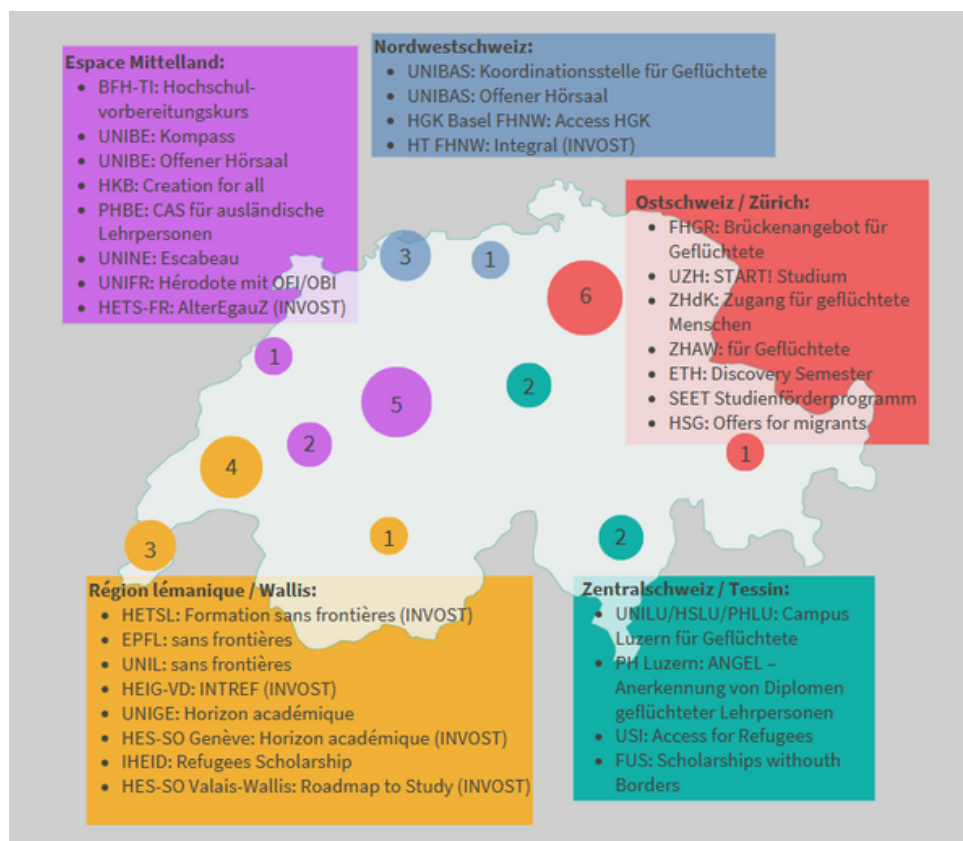 Espace Mittelland:
• BFH-TI: Hochschul-
vorbereitungskurs
• UNIBE: Kompass
• UNIBE: Offener Hörsaal
• HKB: Creation for all
• PHBE: CAS für ausländische
Lehrpersonen
• UNINE: Escabeau
• UNIFR: Hérodote mit OFI/OBI
• HETS-FR: AlterEgauZ (INVOST)
Nordwestschweiz:
• UNIBAS: Koordinationsstelle für Geflüchtete
• UNIBAS: Offener Hörsaal
• HGK Basel FHNW: Access HGK
• HT FHNW: Integral (INVOST)
Ostschweiz / Zürich:
• FHGR: Brückenangebot für
Geflüchtete
• UZH: START! Studium
• ZHdK: Zugang für geflüchtete
Menschen
• ZHAW: für Geflüchtete
• ETH: Discovery Semester
• SEET Studienförderprogramm
• HSG: Offers for migrants
3
1
6
1
2
5
2
4
1
3
1
2
Région lémanique / Wallis:
• HETSL: Formation sans frontières (INVOST)
• EPFL: sans frontières
• UNIL: sans frontières
• HEIG-VD: INTREF (INVOST)
• UNIGE: Horizon académique
• HES-SO Genève: Horizon académique (INVOST)
• IHEID: Refugees Scholarship
• HES-SO Valais-Wallis: Roadmap to Study (INVOST)
Zentralschweiz / Tessin:
• UNILU/HSLU/PHLU: Campus
Luzern für Geflüchtete
• PH Luzern: ANGEL –
Anerkennung von Diplomen
geflüchteter Lehrpersonen
• USI: Access for Refugees
• FUS: Scholarships withouth
Borders